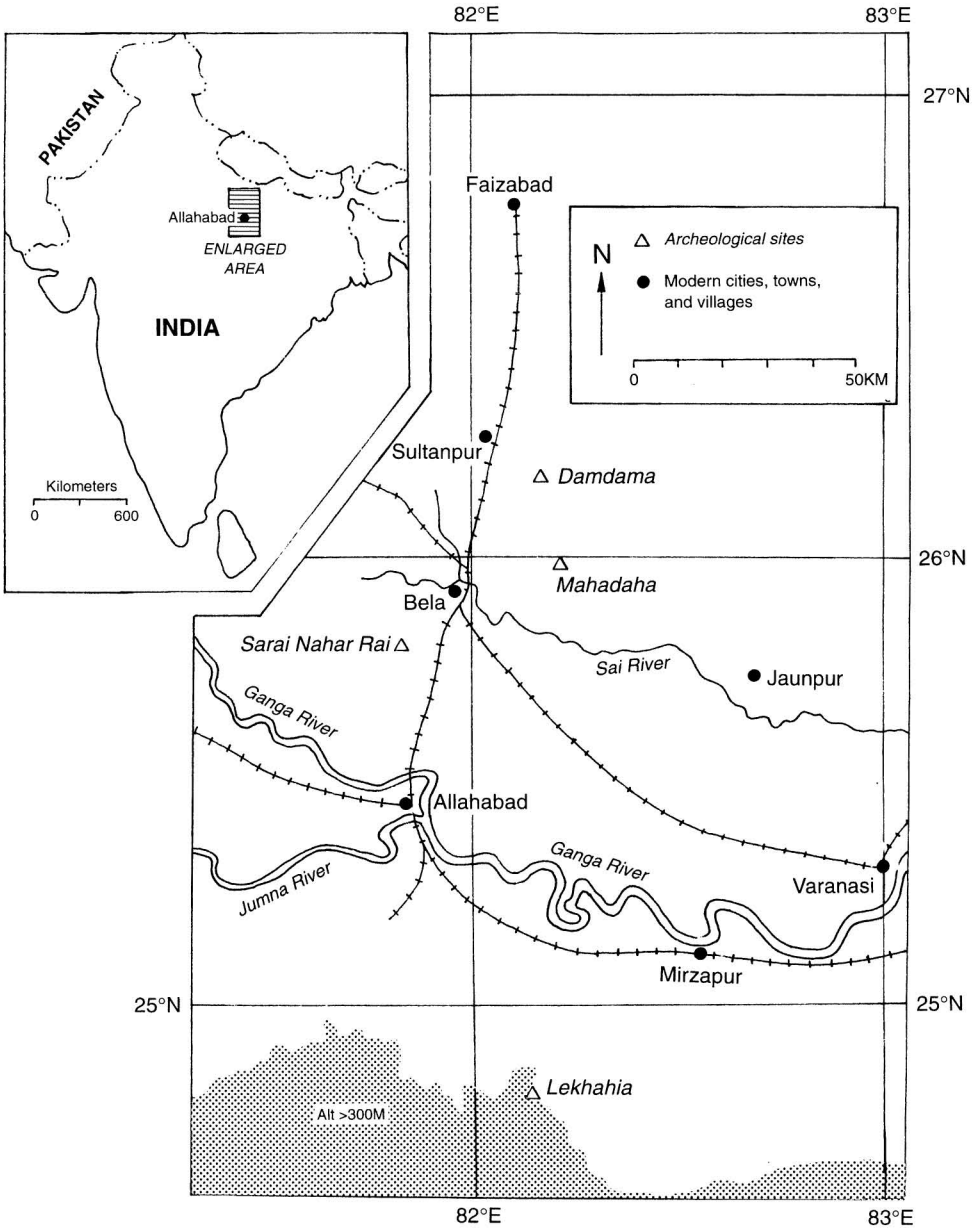 82°E
83°E
27°N
PAKISTAN
Allahabad
ENLARGED
AREA
INDIA
Kilometers
0 600
Faizabad
N
Archeological sites
Modern cities, towns,
and villages
0 50KM
Sultanpur
Damdama
26°N
Mahadaha
Bela
Sarai Nahar Rai
Sai River
Jaunpur
Ganga River
Allahabad
Ganga River
Jumna River
Varanasi
Mirzapur
25°N
25°N
Lekhahia
Alt >300M
82°E
83°E